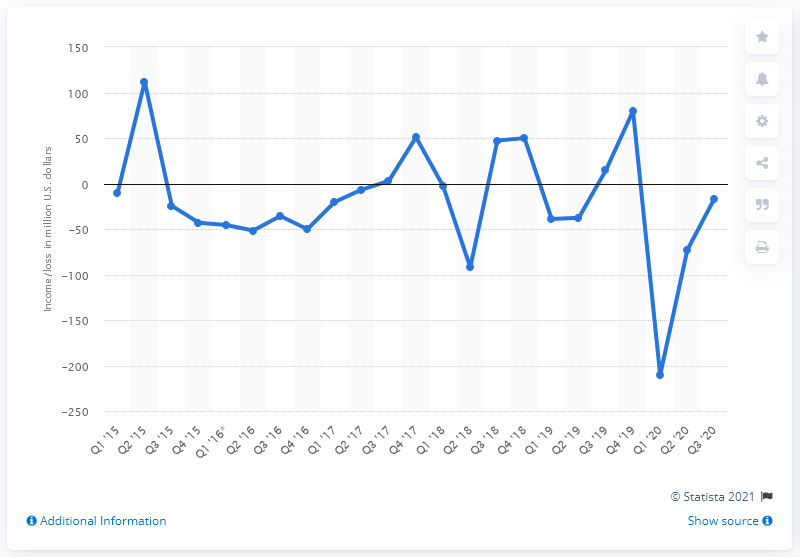 Income/loss in million U.S. dollars
150
100
50
0
-50
-100
-150
-200
-250
Q1 '15
Q2 '15
Q3 '15
Q4 '15
Q1 '16*
Q2 '16
Q3 '16
Q4 '16
Q1 '17
Q2 '17
Q3 '17
Q4 '17
Q1 '18
Q2 '18
Q3 '18
Q4 '18
Q1 '19
Q2 '19
Q3 '19
Q4 '19
Q1 '20
Q2 '20
Q3 '20
© Statista 2021
Additional Information
Show source